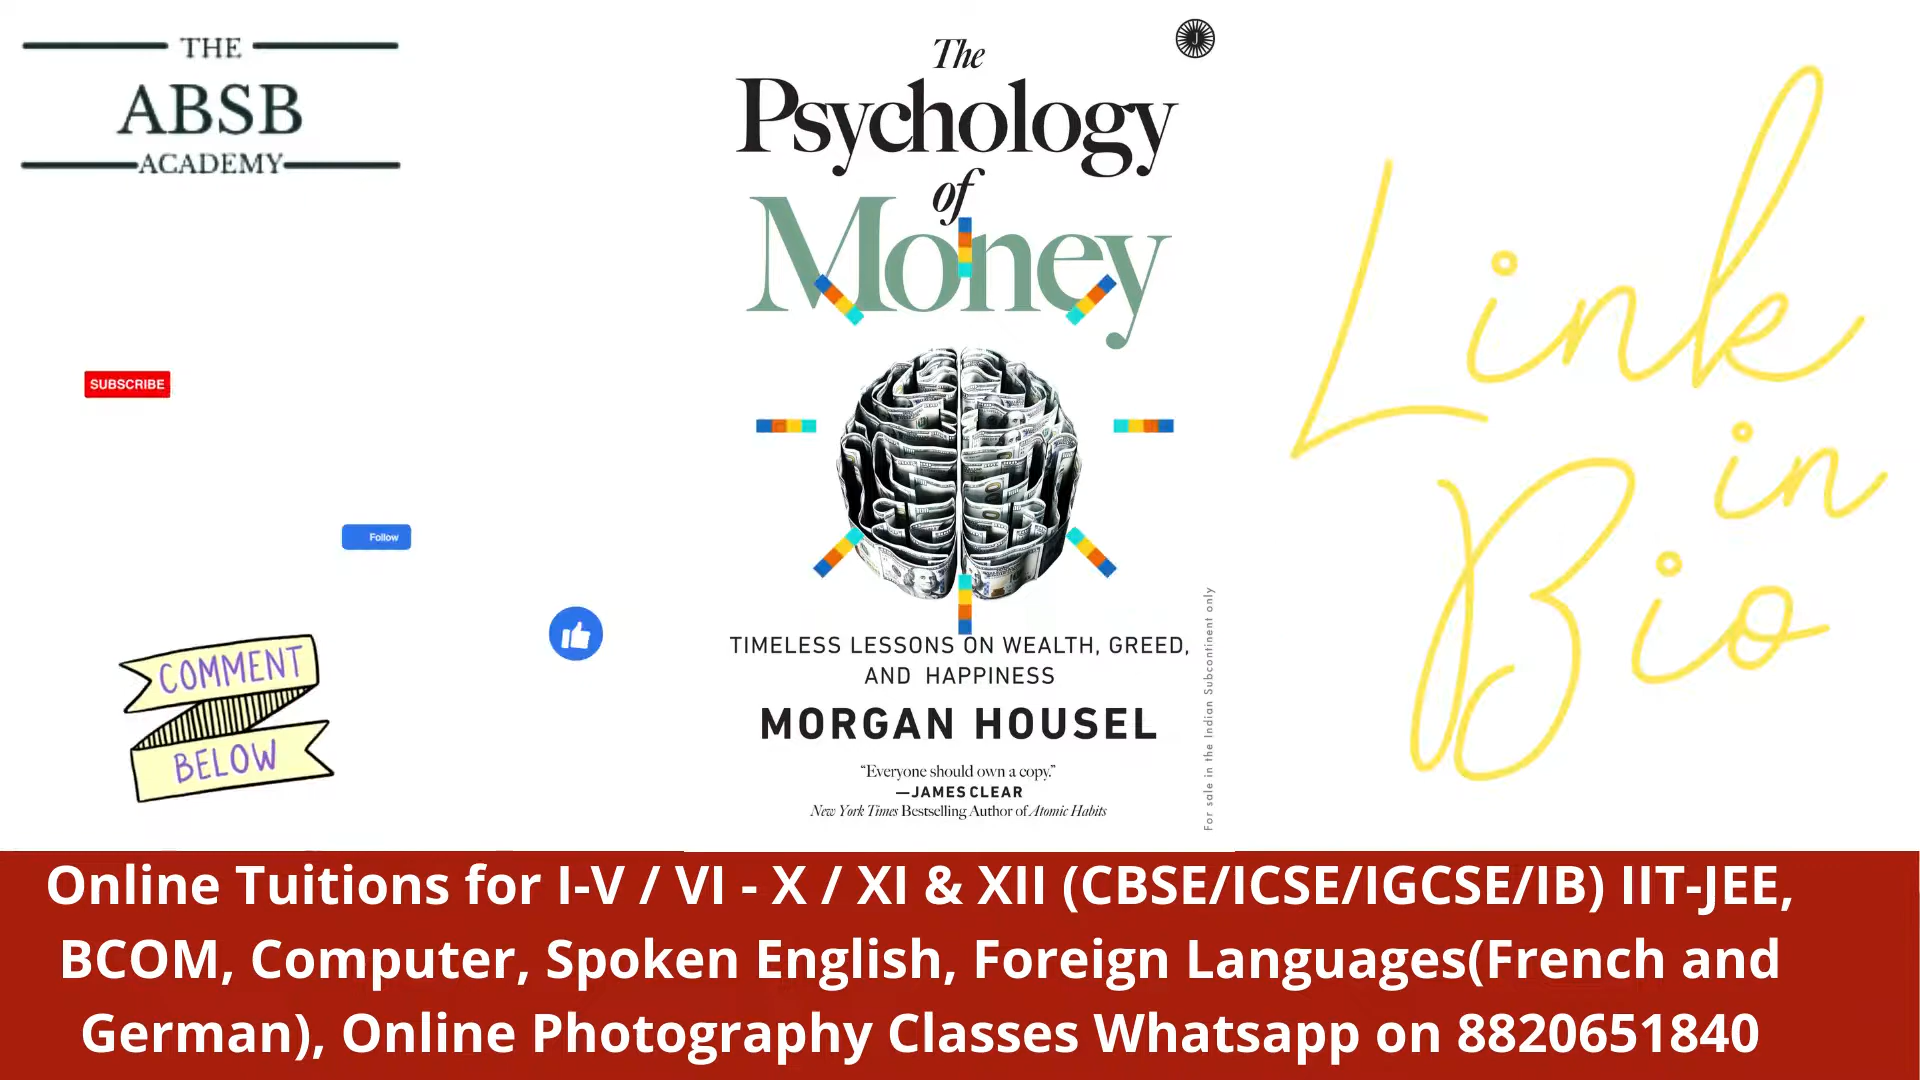 THE
ABSB
ACADEMY
SUBSCRIBE
Follow
COMMENT
BELOW
The
Psychology
of
Money
J
TIMELESS LESSONS ON WEALTH, GREED,
AND HAPPINESS
MORGAN HOUSEL
“Everyone should own a copy.”
—JAMES CLEAR
New York Times Bestselling Author of Atomic Habits
For sale in the Indian Subcontinent only
Link
in
Bio
Online Tuitions for I-V / VI - X / XI & XII (CBSE/ICSE/IGCSE/IB) IIT-JEE,
BCOM, Computer, Spoken English, Foreign Languages(French and
German), Online Photography Classes Whatsapp on 8820651840